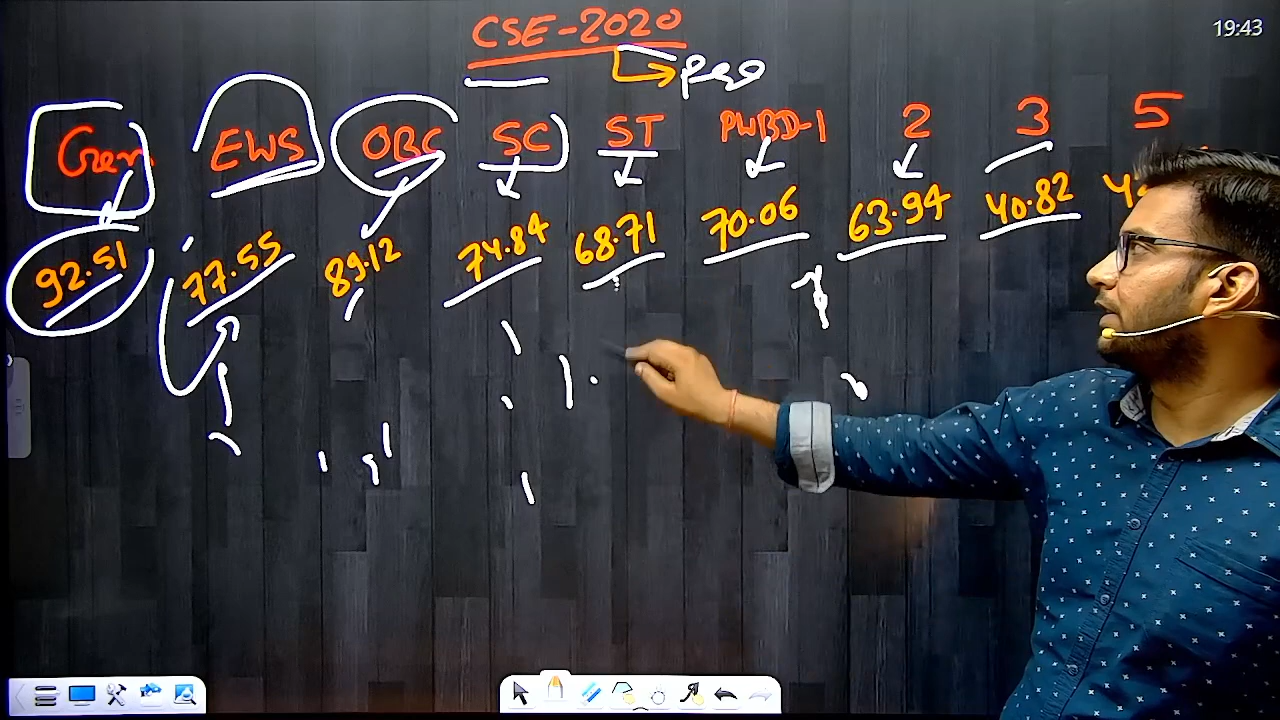 19:43
CSE-2020
Pre
Gen EWS OBC SC ST PWBD-1 2 3 5
92.51 77.55 89.12 74.84 68.71 70.06 63.94 40.82